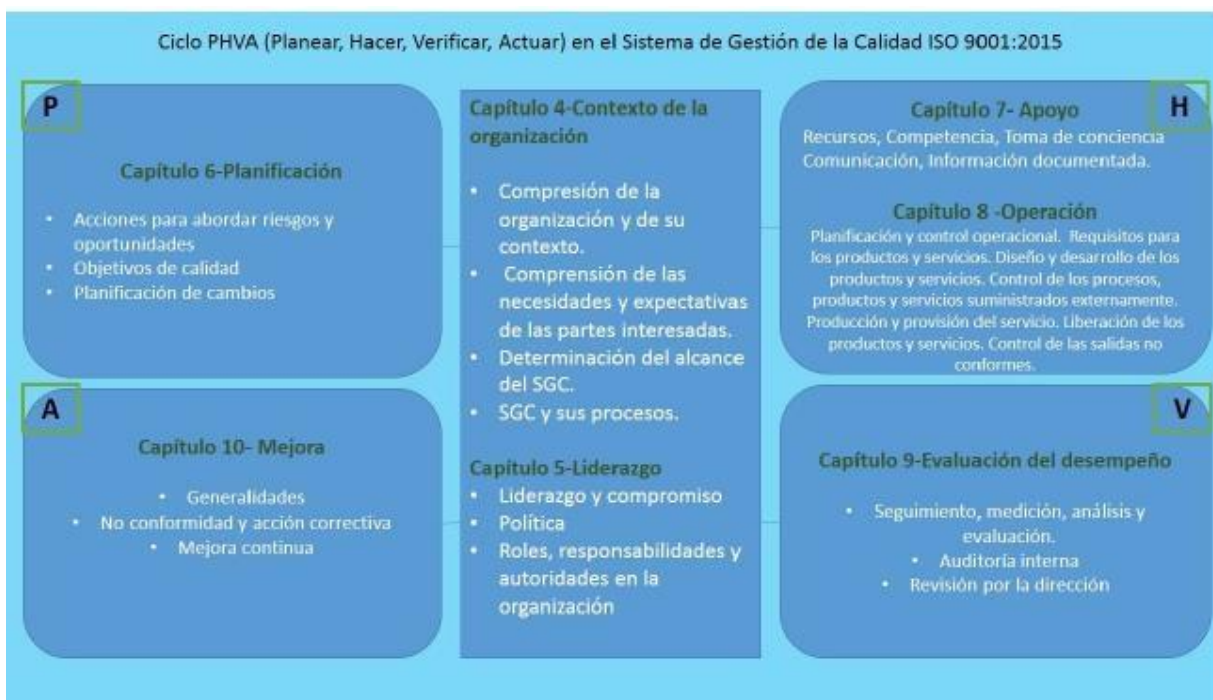 Ciclo PHVA (Planear, Hacer, Verificar, Actuar) en el Sistema de Gestión de la Calidad ISO 9001:2015
P
Capítulo 6-Planificación
• Acciones para abordar riesgos y
oportunidades
• Objetivos de calidad
• Planificación de cambios
A
Capítulo 10- Mejora
• Generalidades
• No conformidad y acción correctiva
• Mejora continua
Capítulo 4-Contexto de la
organización
• Compresión de la
organización y de su
contexto.
• Comprensión de las
necesidades y expectativas
de las partes interesadas.
• Determinación del alcance
del SGC.
• SGC y sus procesos.
Capítulo 5-Liderazgo
• Liderazgo y compromiso
• Política
• Roles, responsabilidades y
autoridades en la
organización
H
Capítulo 7- Apoyo
Recursos, Competencia, Toma de conciencia
Comunicación, Información documentada.
Capítulo 8 -Operación
Planificación y control operacional. Requisitos para
los productos y servicios. Diseño y desarrollo de los
productos y servicios. Control de los procesos,
productos y servicios suministrados externamente.
Producción y provisión del servicio. Liberación de los
productos y servicios. Control de las salidas no
conformes.
V
Capítulo 9-Evaluación del desempeño
• Seguimiento, medición, análisis y
evaluación.
• Auditoría interna
• Revisión por la dirección